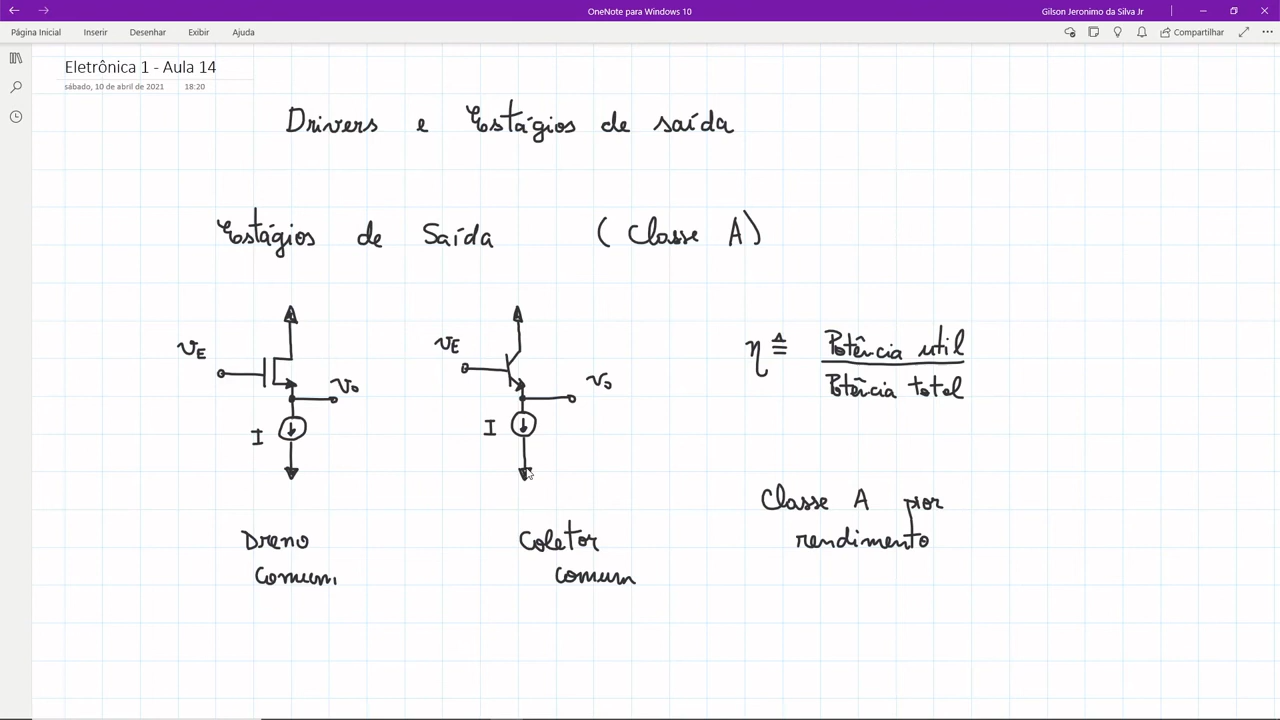 OneNote para Windows 10
Gilson Jeronimo da Silva Jr
Página Inicial Inserir Desenhar Exibir Ajuda
Compartilhar
Eletrônica 1 - Aula 14
sábado, 10 de abril de 2021 18:20
Drivers e Estágios de saída
Estágios de Saída (Classe A)
VE
Vo
I
VE
Vo
I
η ≜ Potência util
Potência total
Dreno
Comum
Coletor
comum
Classe A pior
rendimento